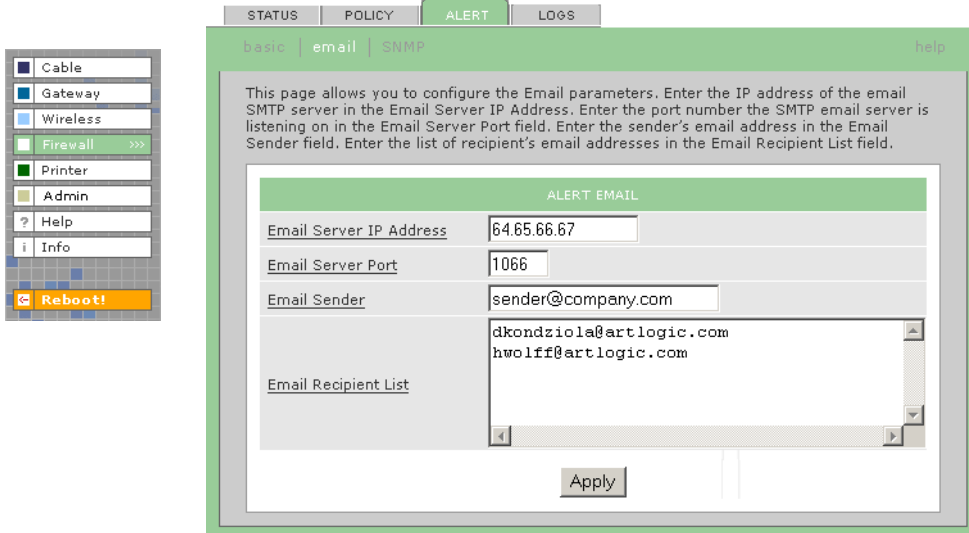 Cable
Gateway
Wireless
Firewall >>>
Printer
Admin
? Help
i Info
Reboot!
STATUS POLICY ALERT LOGS
basic | email | SNMP help
This page allows you to configure the Email parameters. Enter the IP address of the email
SMTP server in the Email Server IP Address. Enter the port number the SMTP email server is
listening on in the Email Server Port field. Enter the sender's email address in the Email
Sender field. Enter the list of recipient's email addresses in the Email Recipient List field.
ALERT EMAIL
Email Server IP Address 64.65.66.67
Email Server Port 1066
Email Sender sender@company.com
Email Recipient List
dkondziola@artlogic.com
hwolff@artlogic.com
Apply